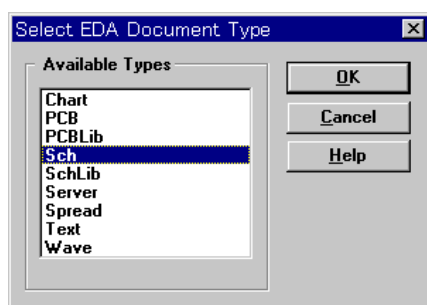 Select EDA Document Type
Available Types
Chart
PCB
PCBLib
Sch
SchLib
Server
Spread
Text
Wave
OK
Cancel
Help